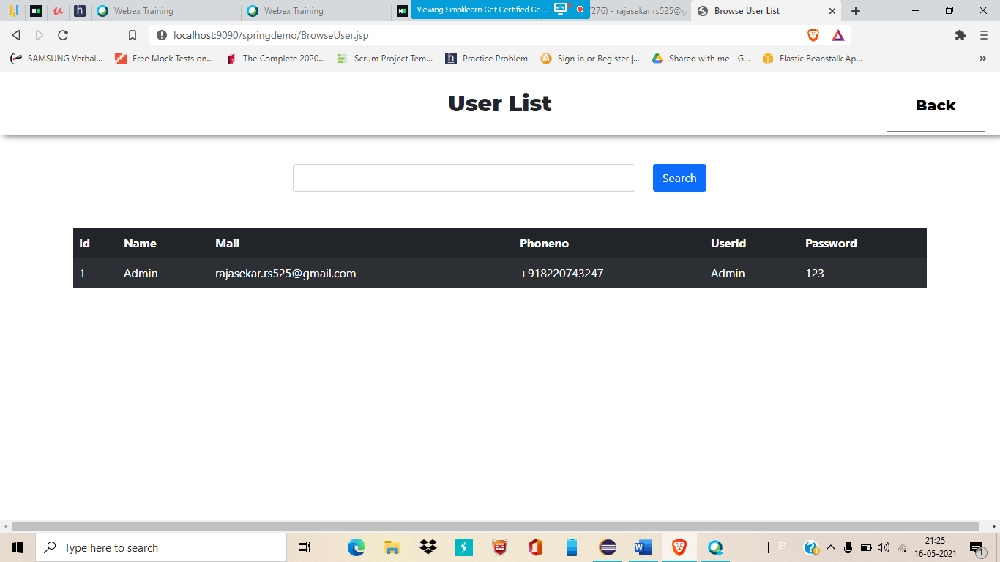 Webex Training
Webex Training
Viewing Simplilearn Get Certified Ge...
(276) - rajasekar.rs525@g
Browse User List
localhost:9090/springdemo/BrowseUser.jsp
SAMSUNG Verbal...
Free Mock Tests on...
The Complete 2020...
Scrum Project Tem...
Practice Problem
Sign in or Register |...
Shared with me - G...
Elastic Beanstalk Ap...
User List
Back
Search
Id Name Mail Phoneno Userid Password
1 Admin rajasekar.rs525@gmail.com +918220743247 Admin 123
Type here to search
EN
21:25
16-05-2021
1